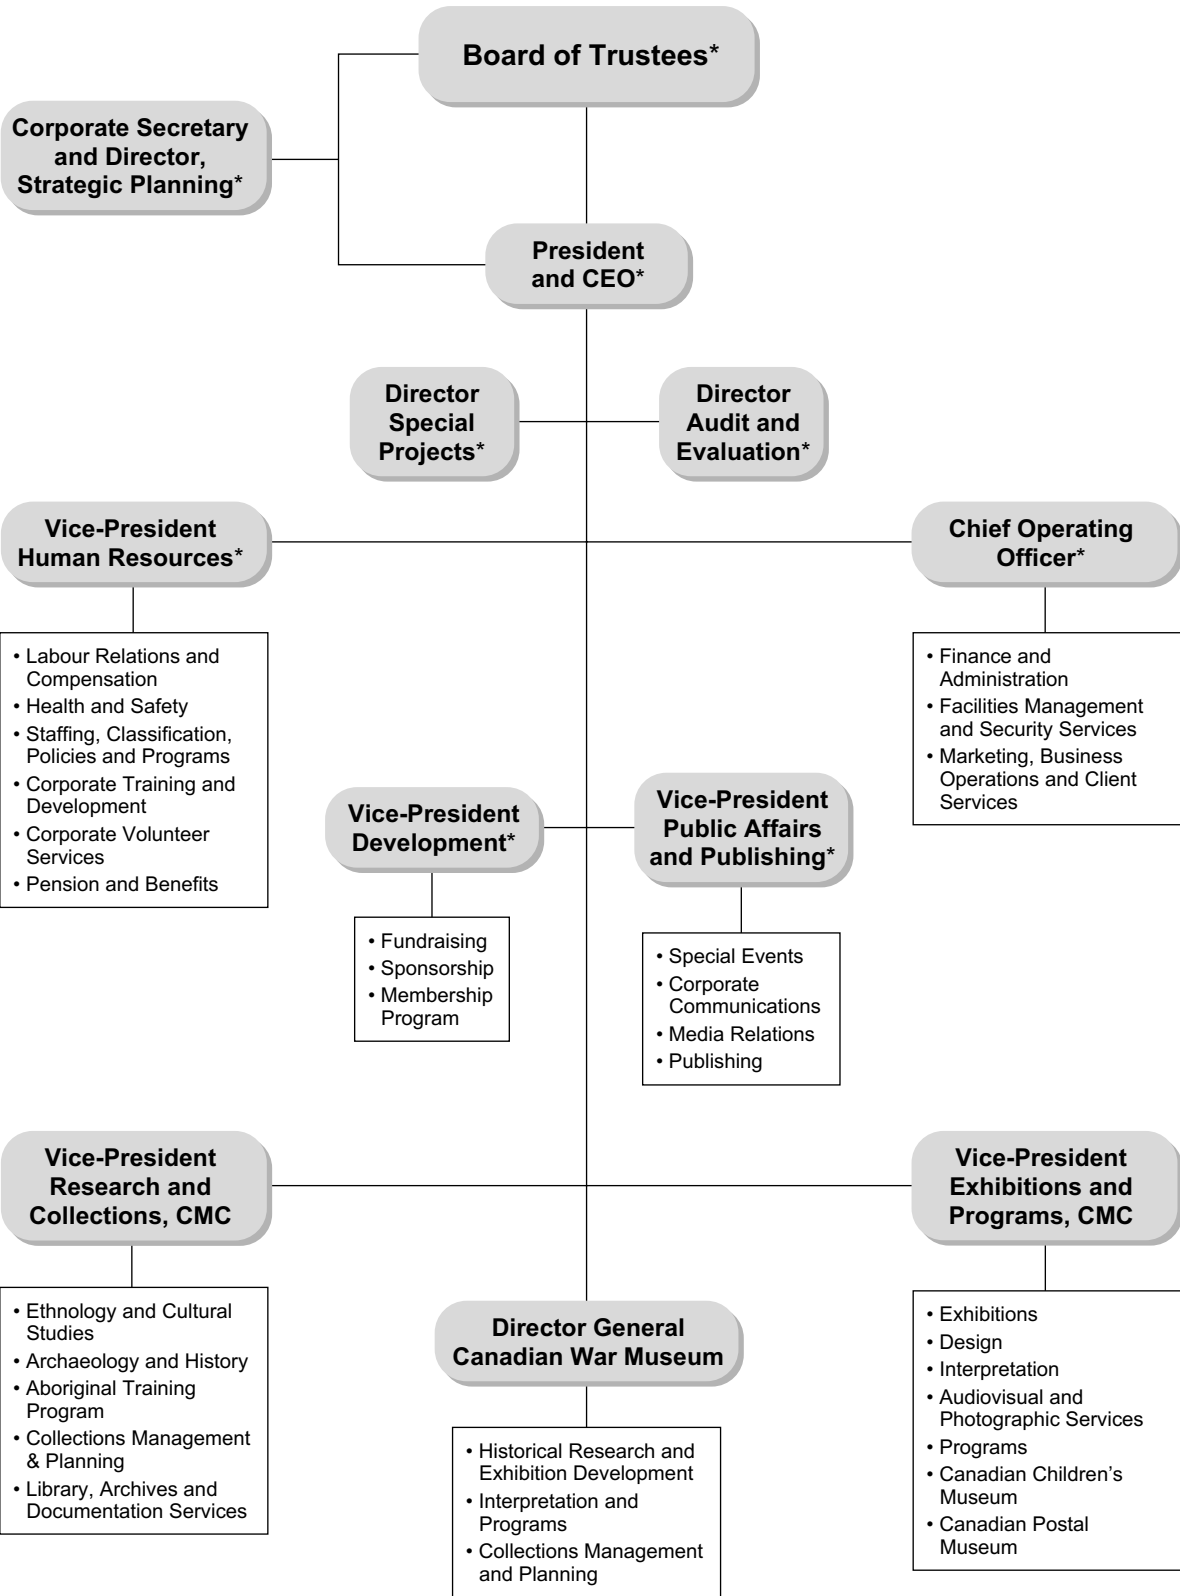 Board of Trustees*
Corporate Secretary
and Director,
Strategic Planning*
President
and CEO*
Director
Special
Projects*
Director
Audit and
Evaluation*
Vice-President
Human Resources*
Chief Operating
Officer*
• Labour Relations and
Compensation
• Health and Safety
• Staffing, Classification,
Policies and Programs
• Corporate Training and
Development
• Corporate Volunteer
Services
• Pension and Benefits
• Finance and
Administration
• Facilities Management
and Security Services
• Marketing, Business
Operations and Client
Services
Vice-President
Development*
Vice-President
Public Affairs
and Publishing*
• Fundraising
• Sponsorship
• Membership
Program
• Special Events
• Corporate
Communications
• Media Relations
• Publishing
Vice-President
Research and
Collections, CMC
Vice-President
Exhibitions and
Programs, CMC
• Ethnology and Cultural
Studies
• Archaeology and History
• Aboriginal Training
Program
• Collections Management
& Planning
• Library, Archives and
Documentation Services
Director General
Canadian War Museum
• Historical Research and
Exhibition Development
• Interpretation and
Programs
• Collections Management
and Planning
• Exhibitions
• Design
• Interpretation
• Audiovisual and
Photographic Services
• Programs
• Canadian Children’s
Museum
• Canadian Postal
Museum